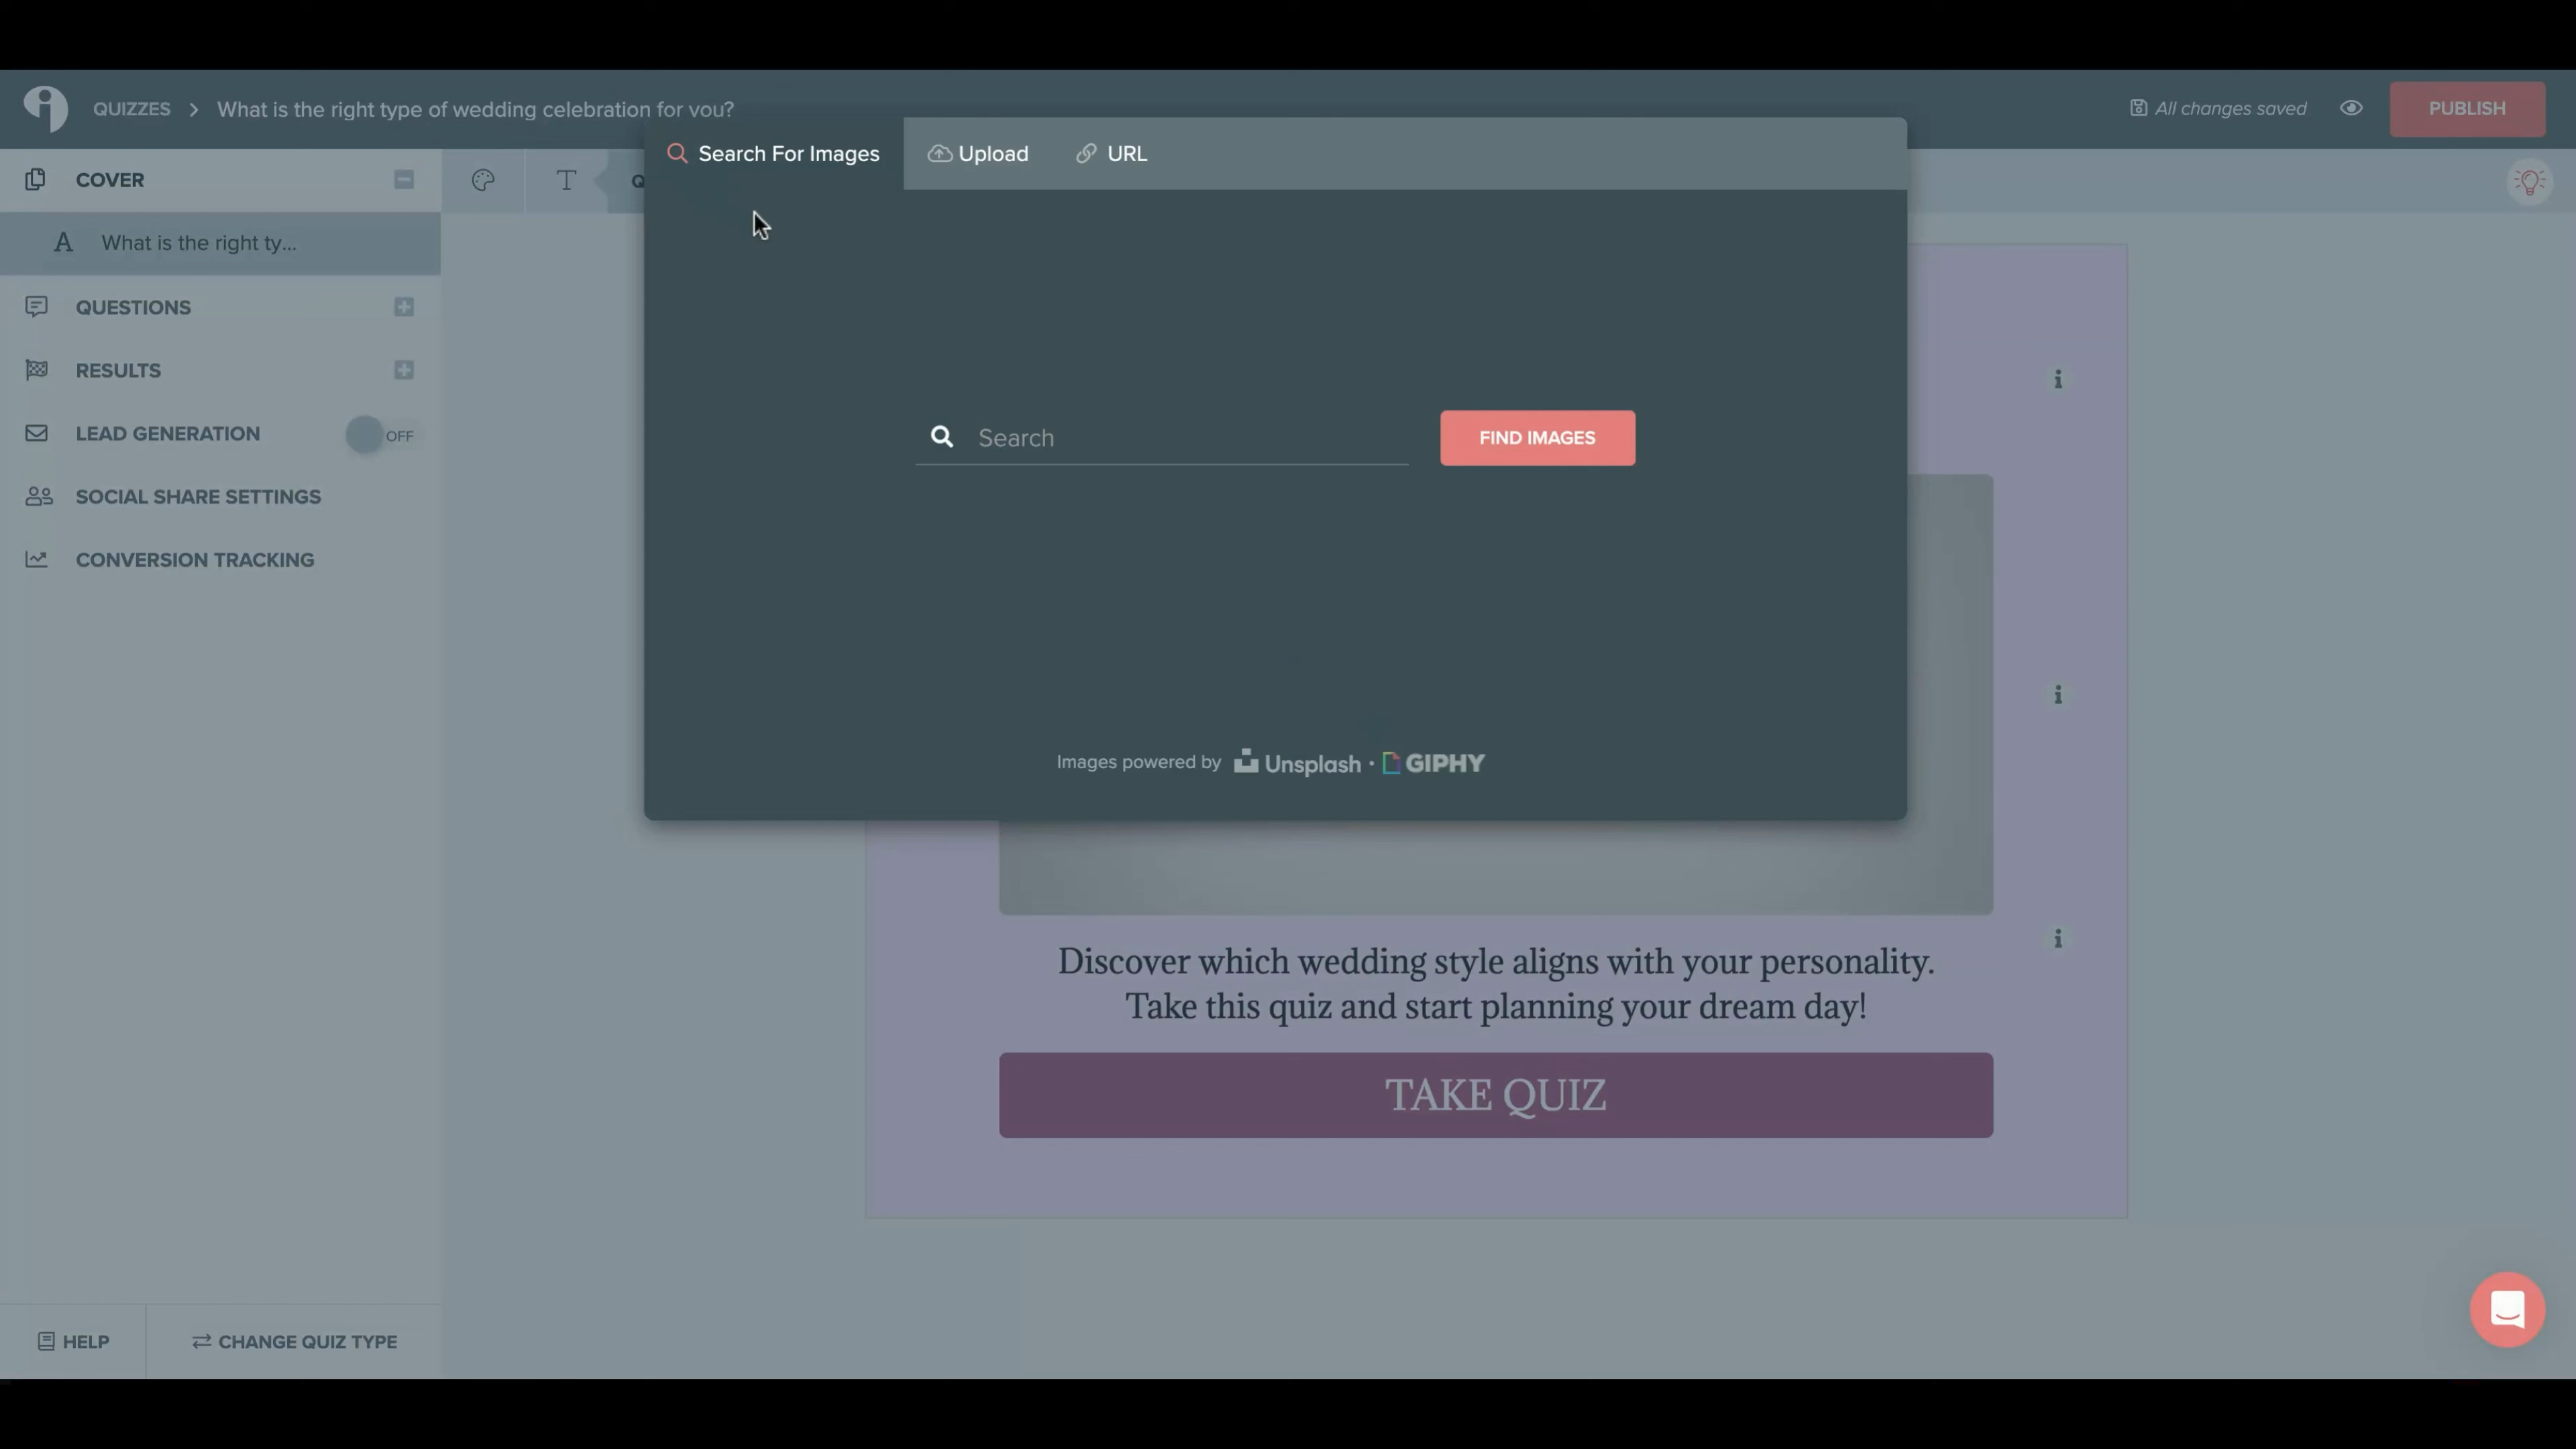 QUIZZES > What is the right type of wedding celebration for you?
All changes saved
PUBLISH
Search For Images
Upload
URL
COVER
What is the right ty...
QUESTIONS
RESULTS
LEAD GENERATION
OFF
SOCIAL SHARE SETTINGS
CONVERSION TRACKING
Search
FIND IMAGES
Images powered by Unsplash · GIPHY
Discover which wedding style aligns with your personality.
Take this quiz and start planning your dream day!
TAKE QUIZ
HELP
CHANGE QUIZ TYPE